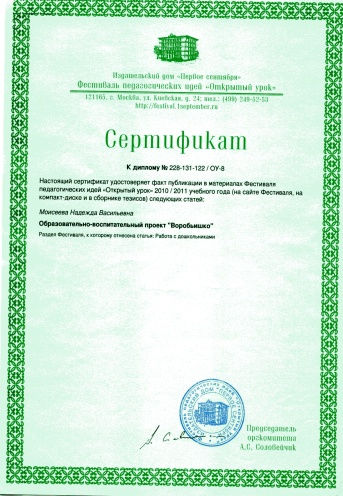 Издательский дом «Первое сентября»
Фестиваль педагогических идей «Открытый урок»
121165, г. Москва, ул. Киевская, д. 24; тел.: (499) 249-52-53
http://festival.1september.ru
Сертификат
К диплому № 228-131-122 / ОУ-8
Настоящий сертификат удостоверяет факт публикации в материалах Фестиваля
педагогических идей «Открытый урок» 2010 / 2011 учебного года (на сайте Фестиваля, на
компакт-диске и в сборнике тезисов) следующих статей:
Моисеева Надежда Васильевна
Образовательно-воспитательный проект "Воробьишко"
Раздел Фестиваля, к которому отнесена статья: Работа с дошкольниками
Председатель
оргкомитета
А.С. Соловейчик